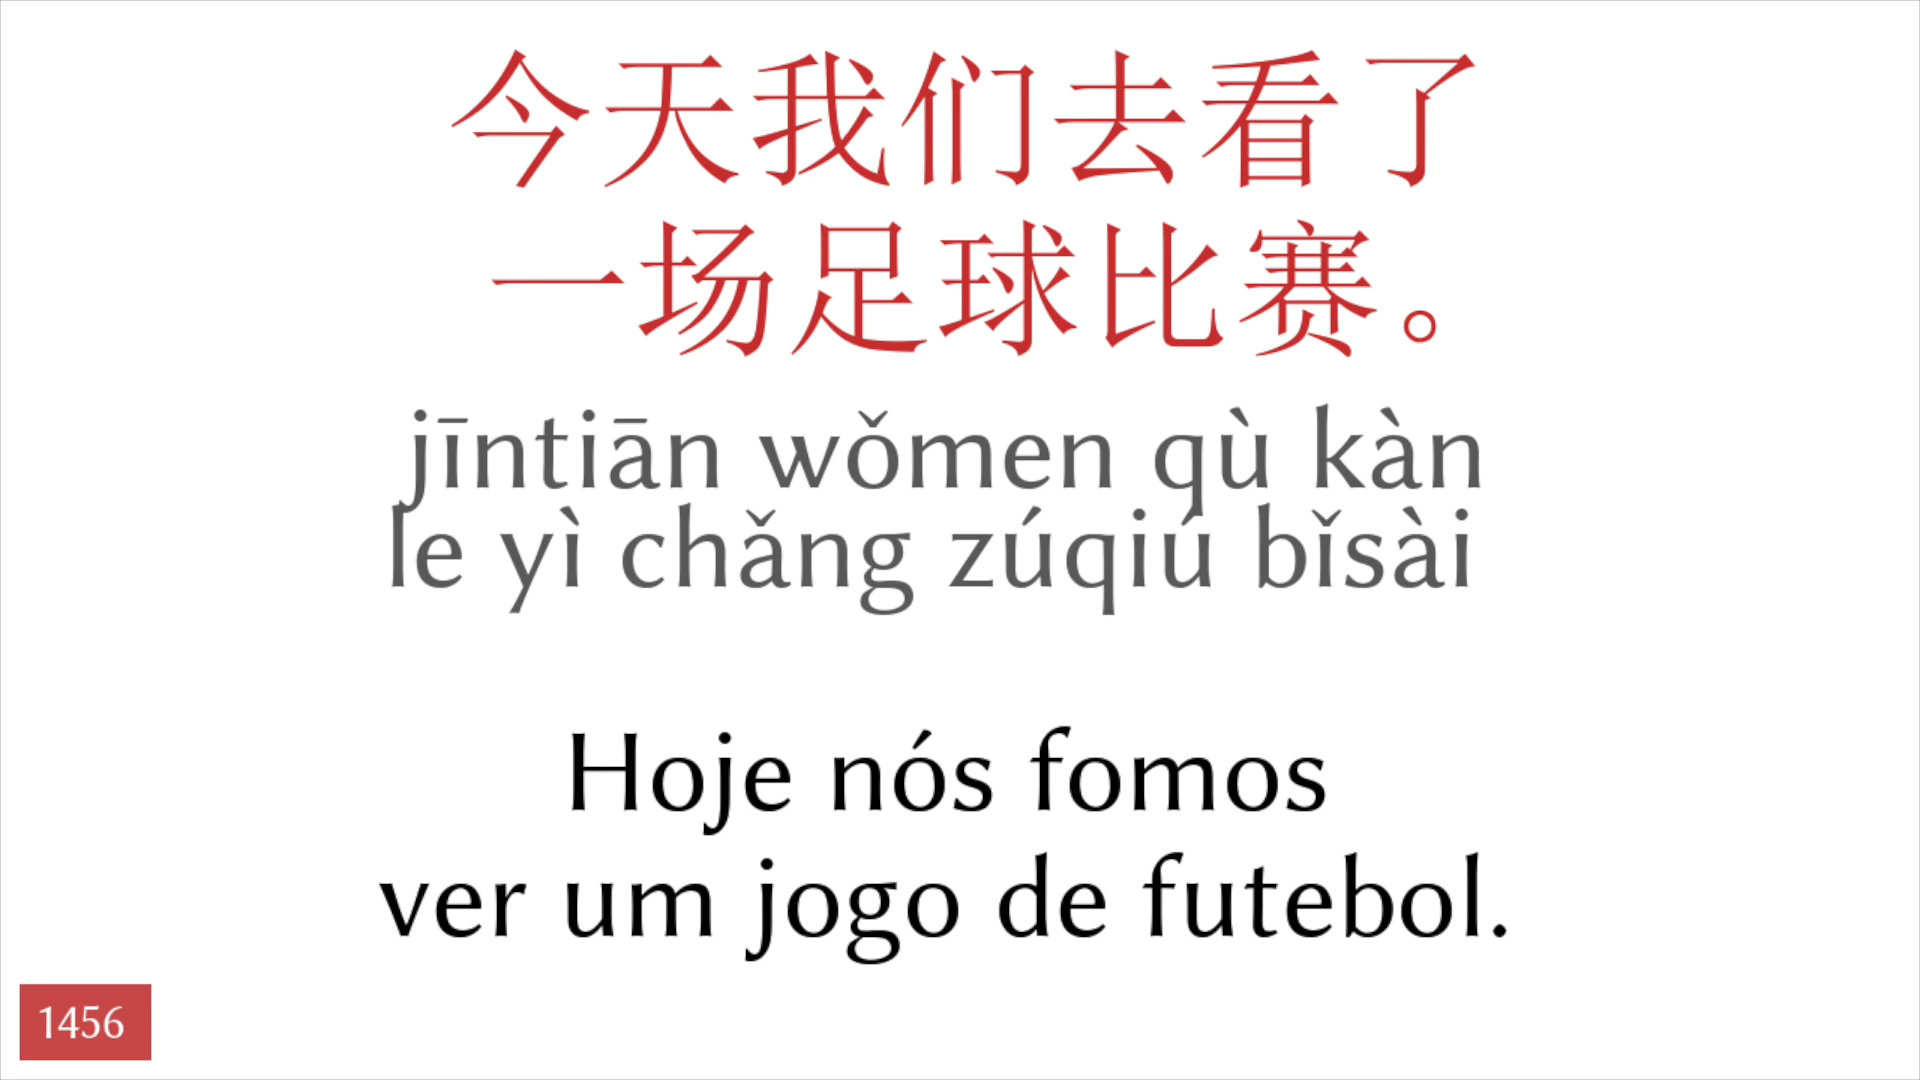 今天我们去看了
一场足球比赛。
jīntiān wǒmen qù kàn
le yì chǎng zúqiú bǐsài
Hoje nós fomos
ver um jogo de futebol.
1456